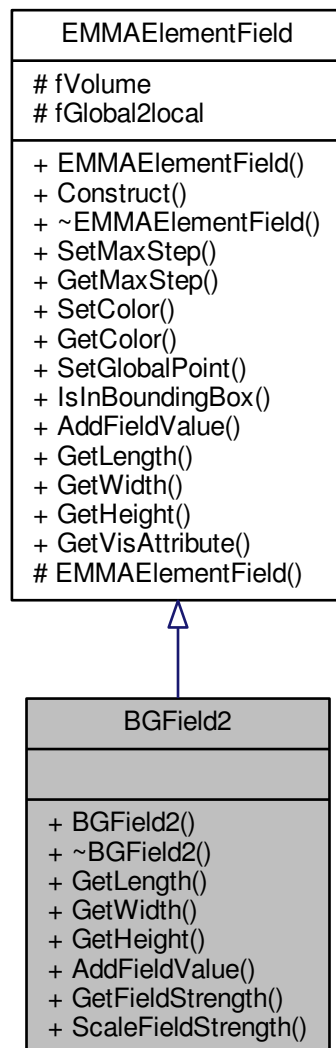 EMMAElementField
# fVolume
# fGlobal2local
+ EMMAElementField()
+ Construct()
+ ~EMMAElementField()
+ SetMaxStep()
+ GetMaxStep()
+ SetColor()
+ GetColor()
+ SetGlobalPoint()
+ IsInBoundingBox()
+ AddFieldValue()
+ GetLength()
+ GetWidth()
+ GetHeight()
+ GetVisAttribute()
# EMMAElementField()
BGField2
+ BGField2()
+ ~BGField2()
+ GetLength()
+ GetWidth()
+ GetHeight()
+ AddFieldValue()
+ GetFieldStrength()
+ ScaleFieldStrength()